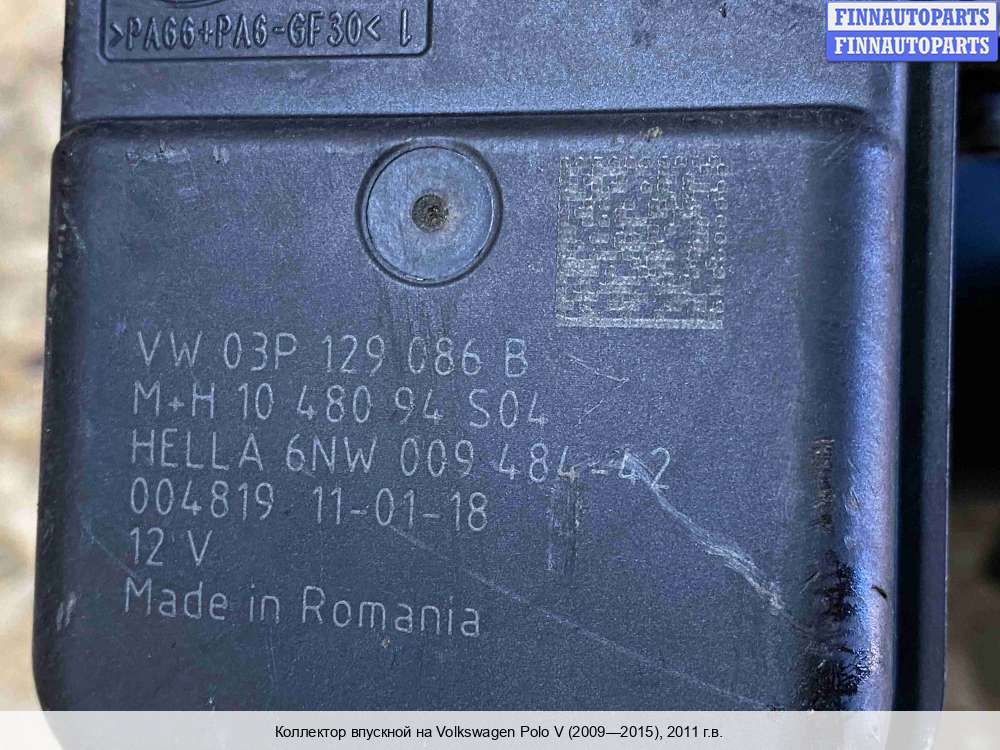 FINNAUTOPARTS
FINNAUTOPARTS
>PA66+PA6-GF30<
VW 03P 129 086 B
M+H 10 480 94 S04
HELLA 6NW 009 484-42
004819 11-01-18
12 V
Made in Romania
Коллектор впускной на Volkswagen Polo V (2009—2015), 2011 г.в.